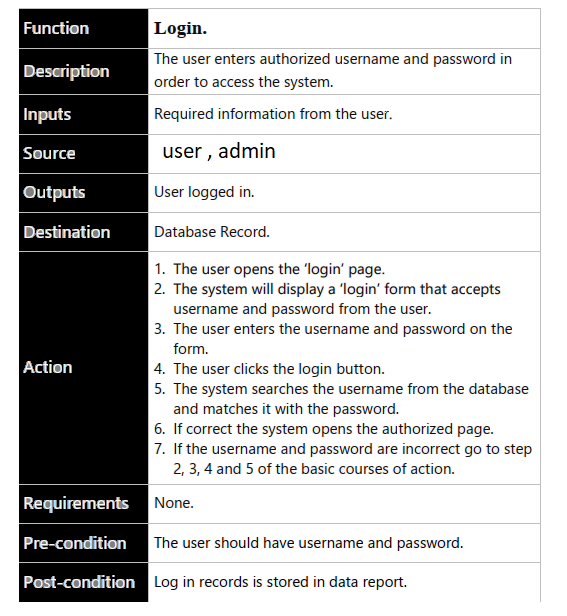 Function
Login.
Description
The user enters authorized username and password in
order to access the system.
Inputs
Required information from the user.
Source
user , admin
Outputs
User logged in.
Destination
Database Record.
Action
1. The user opens the ‘login’ page.
2. The system will display a ‘login’ form that accepts
username and password from the user.
3. The user enters the username and password on the
form.
4. The user clicks the login button.
5. The system searches the username from the database
and matches it with the password.
6. If correct the system opens the authorized page.
7. If the username and password are incorrect go to step
2, 3, 4 and 5 of the basic courses of action.
Requirements
None.
Pre-condition
The user should have username and password.
Post-condition
Log in records is stored in data report.